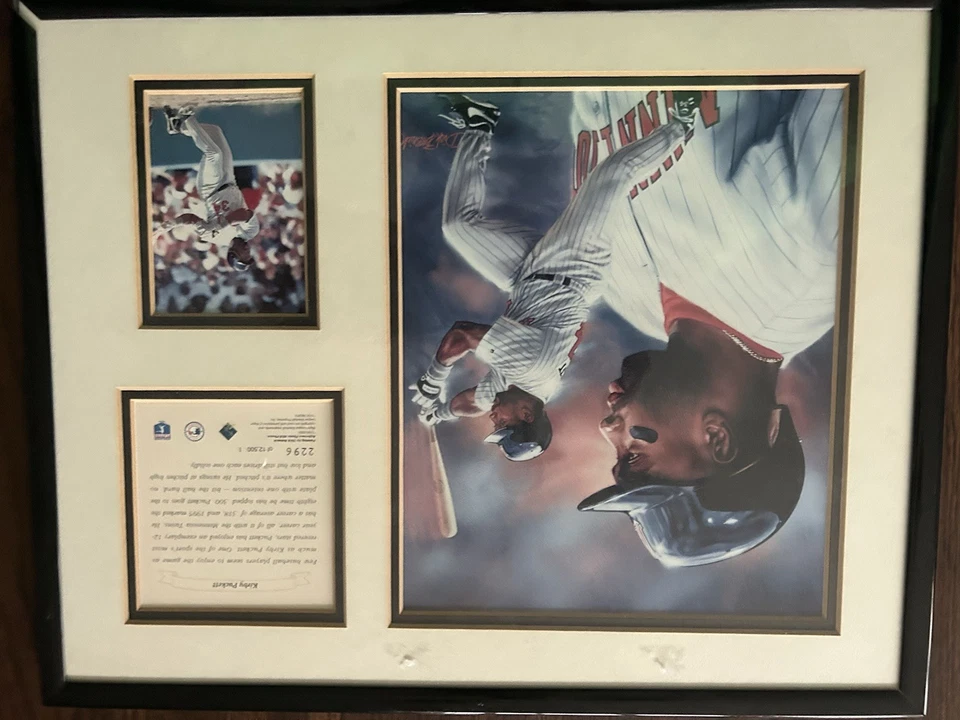 Kirby Puckett
Few baseball players seem to enjoy the game as
much as Kirby Puckett. One of the sport's most
revered stars, Puckett has enjoyed an exemplary 12-
year career, all of it with the Minnesota Twins. He
has a career average of .318, and 1995 marked the
eighth time he has topped .300. Puckett goes to the
plate with one intention — hit the ball hard, no
matter where it's pitched. He swings at pitches high
and low but still drives each one solidly.
2296 of 12,500